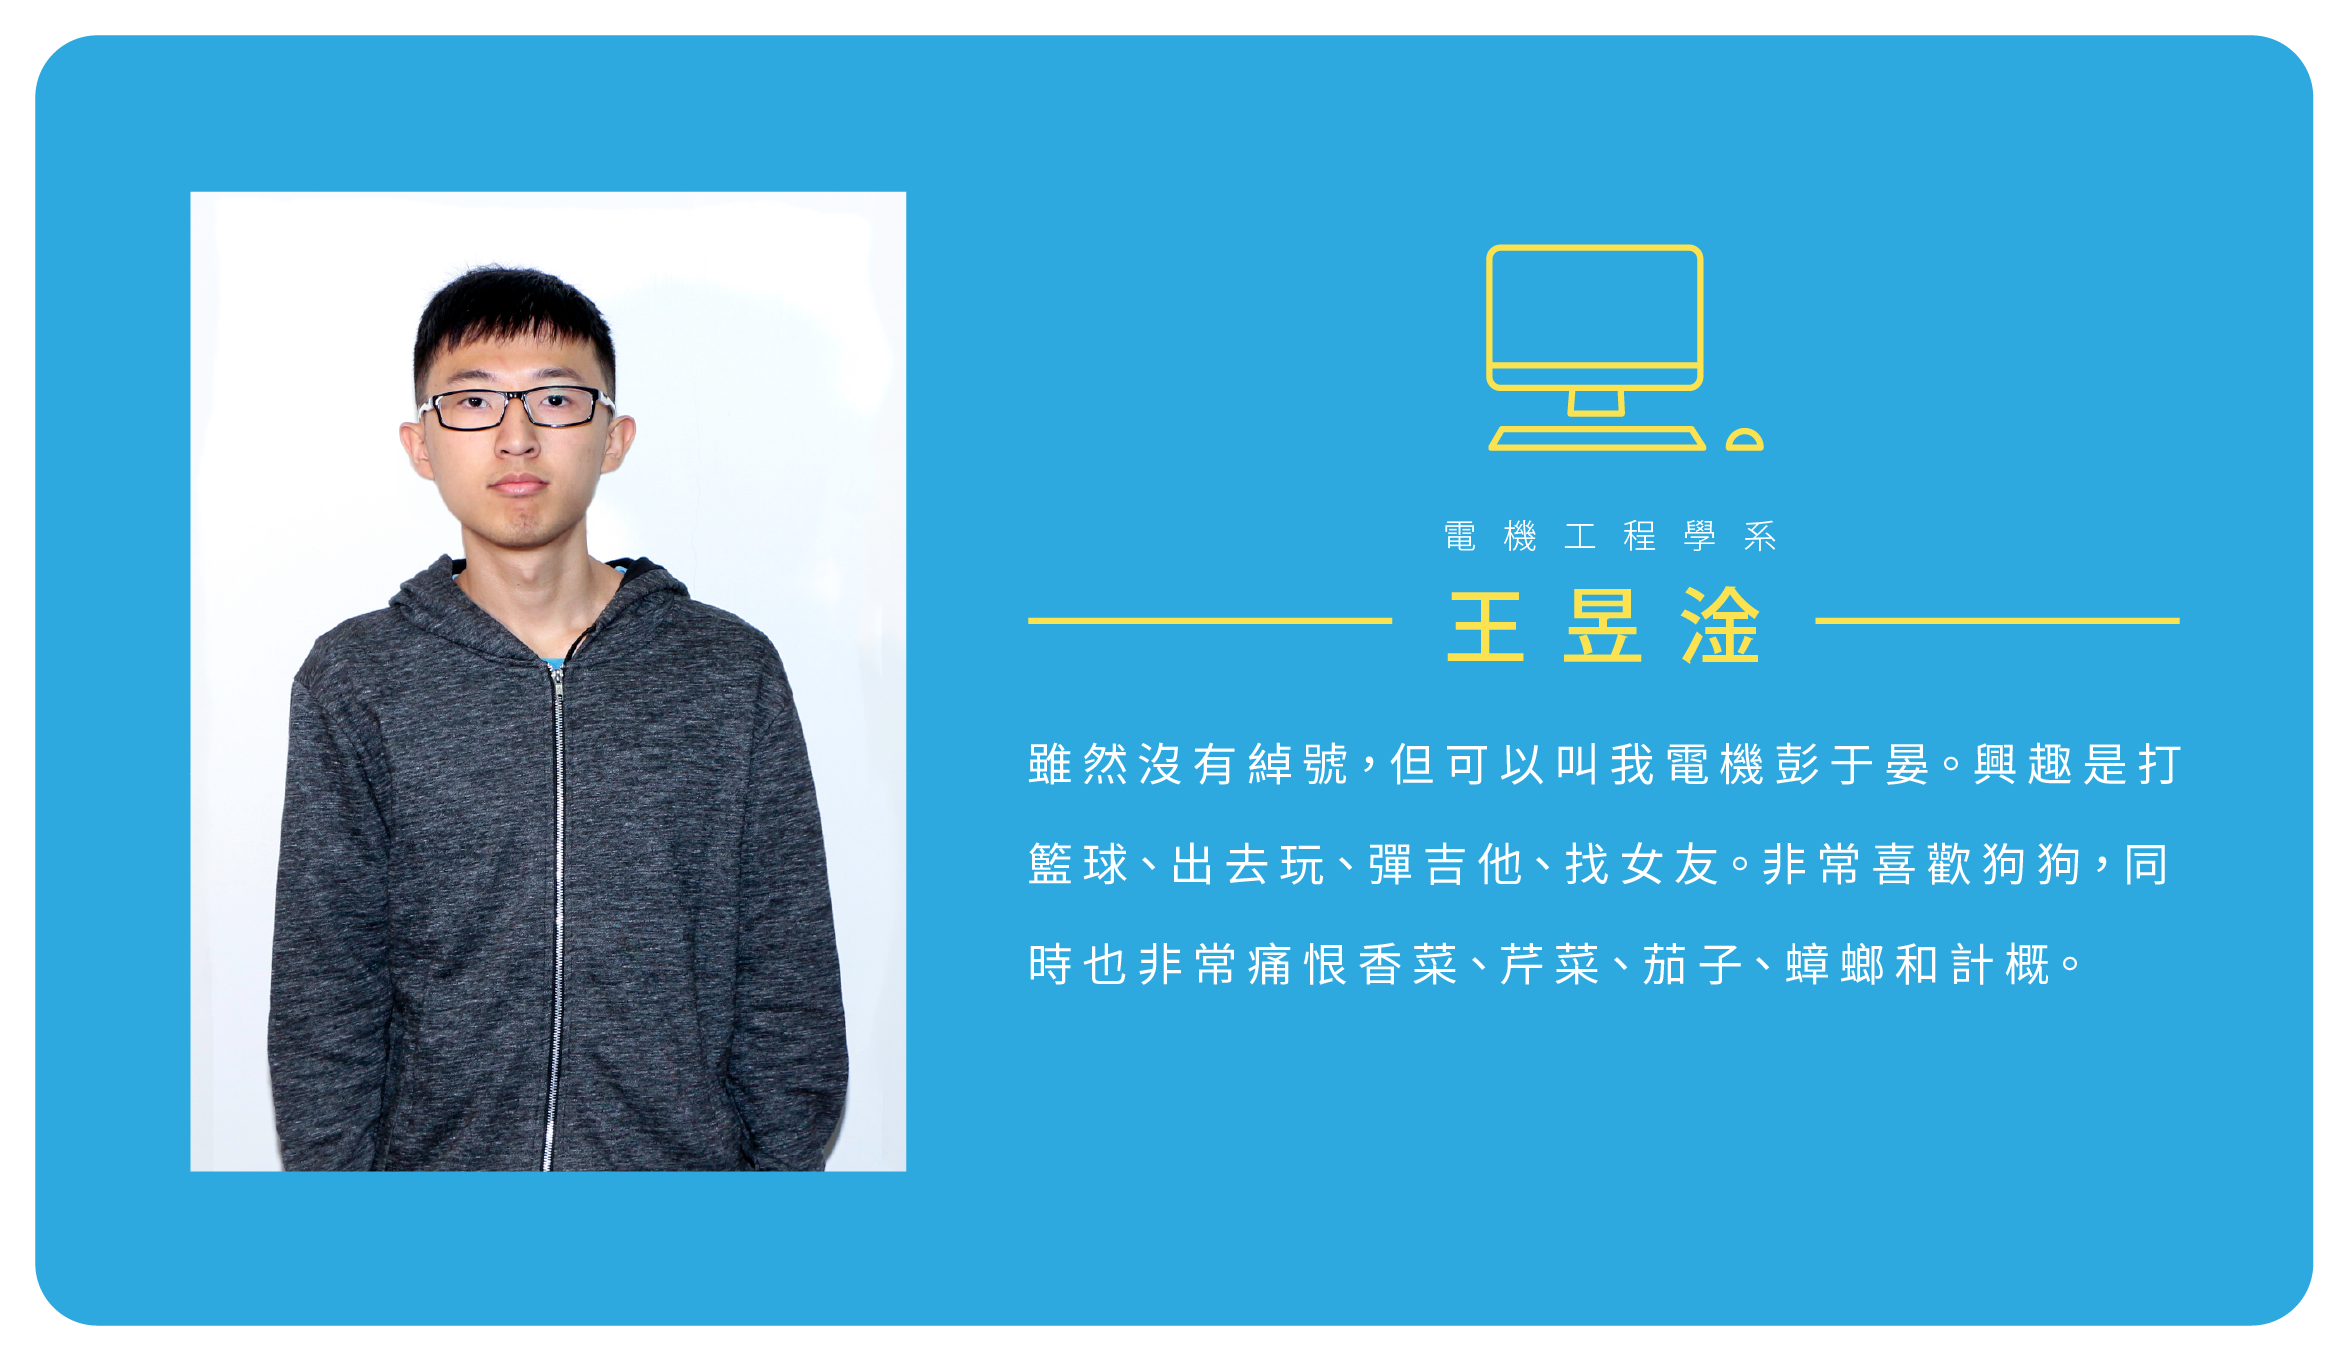 電機工程學系
王昱淦
雖然沒有綽號，但可以叫我電機彭于晏。興趣是打
籃球、出去玩、彈吉他、找女友。非常喜歡狗狗，同
時也非常痛恨香菜、芹菜、茄子、蟑螂和計概。